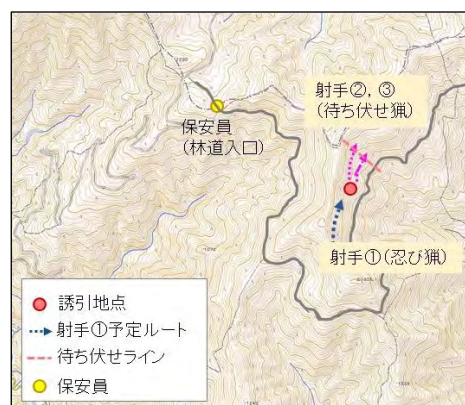 射手②，③
(待ち伏せ猟)
保安員
(林道入口)
射手①(忍び猟)
誘引地点
射手①予定ルート
待ち伏せライン
保安員